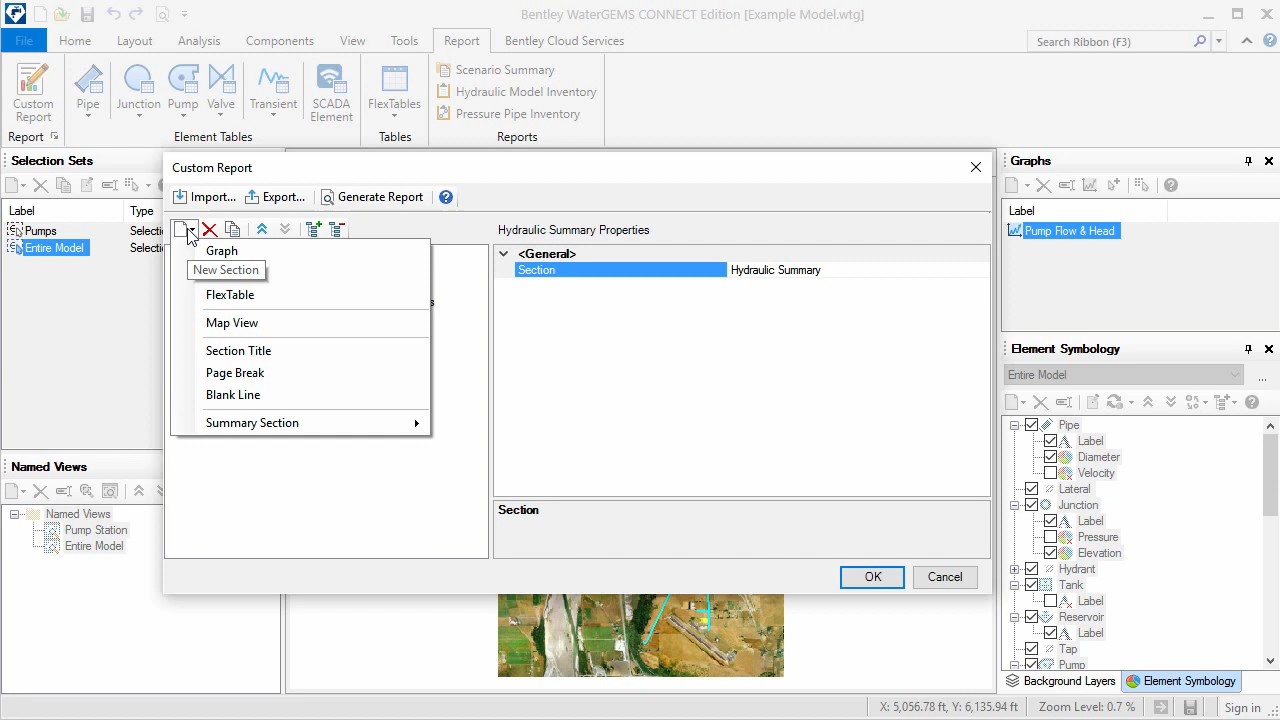 Bentley WaterGEMS CONNECT Edition [Example Model.wtg]
File Home Layout Analysis Components View Tools Report Bentley Cloud Services
Search Ribbon (F3)
Custom Report
Pipe
Junction
Pump
Valve
Transient
SCADA Element
FlexTables
Scenario Summary
Hydraulic Model Inventory
Pressure Pipe Inventory
Report
Element Tables
Tables
Reports
Selection Sets
Label Type
Pumps Selecti
Entire Model Selecti
Named Views
Named Views
Pump Station
Entire Model
Custom Report
Import... Export... Generate Report
Graph
New Section
FlexTable
Map View
Section Title
Page Break
Blank Line
Summary Section
s
Hydraulic Summary Properties
<General>
Section Hydraulic Summary
Section
OK Cancel
Graphs
Label
Pump Flow & Head
Element Symbology
Entire Model
...
Pipe
Label
Diameter
Velocity
Lateral
Junction
Label
Pressure
Elevation
Hydrant
Tank
Label
Reservoir
Label
Tap
Pump
Background Layers Element Symbology
X: 5,056.78 ft, Y: 6,135.94 ft Zoom Level: 0.7 % Sign in